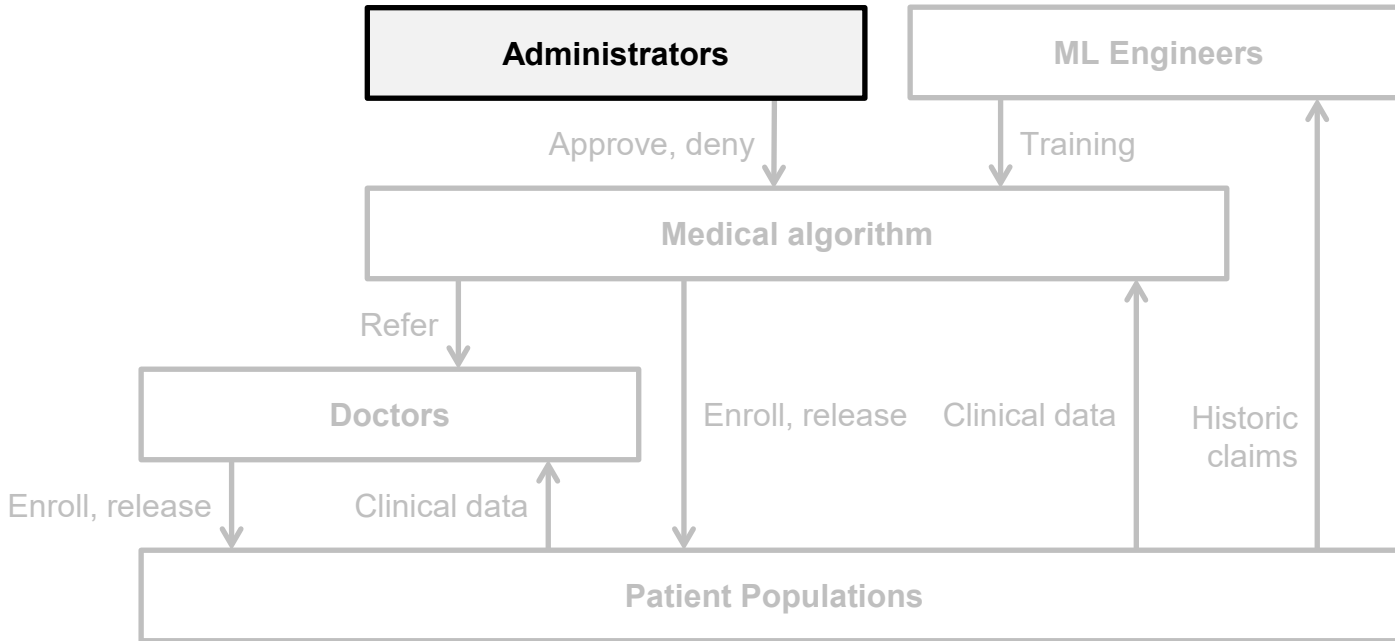 Administrators
ML Engineers
Approve, deny
Training
Medical algorithm
Refer
Doctors
Enroll, release
Clinical data
Historic
claims
Enroll, release
Clinical data
Patient Populations